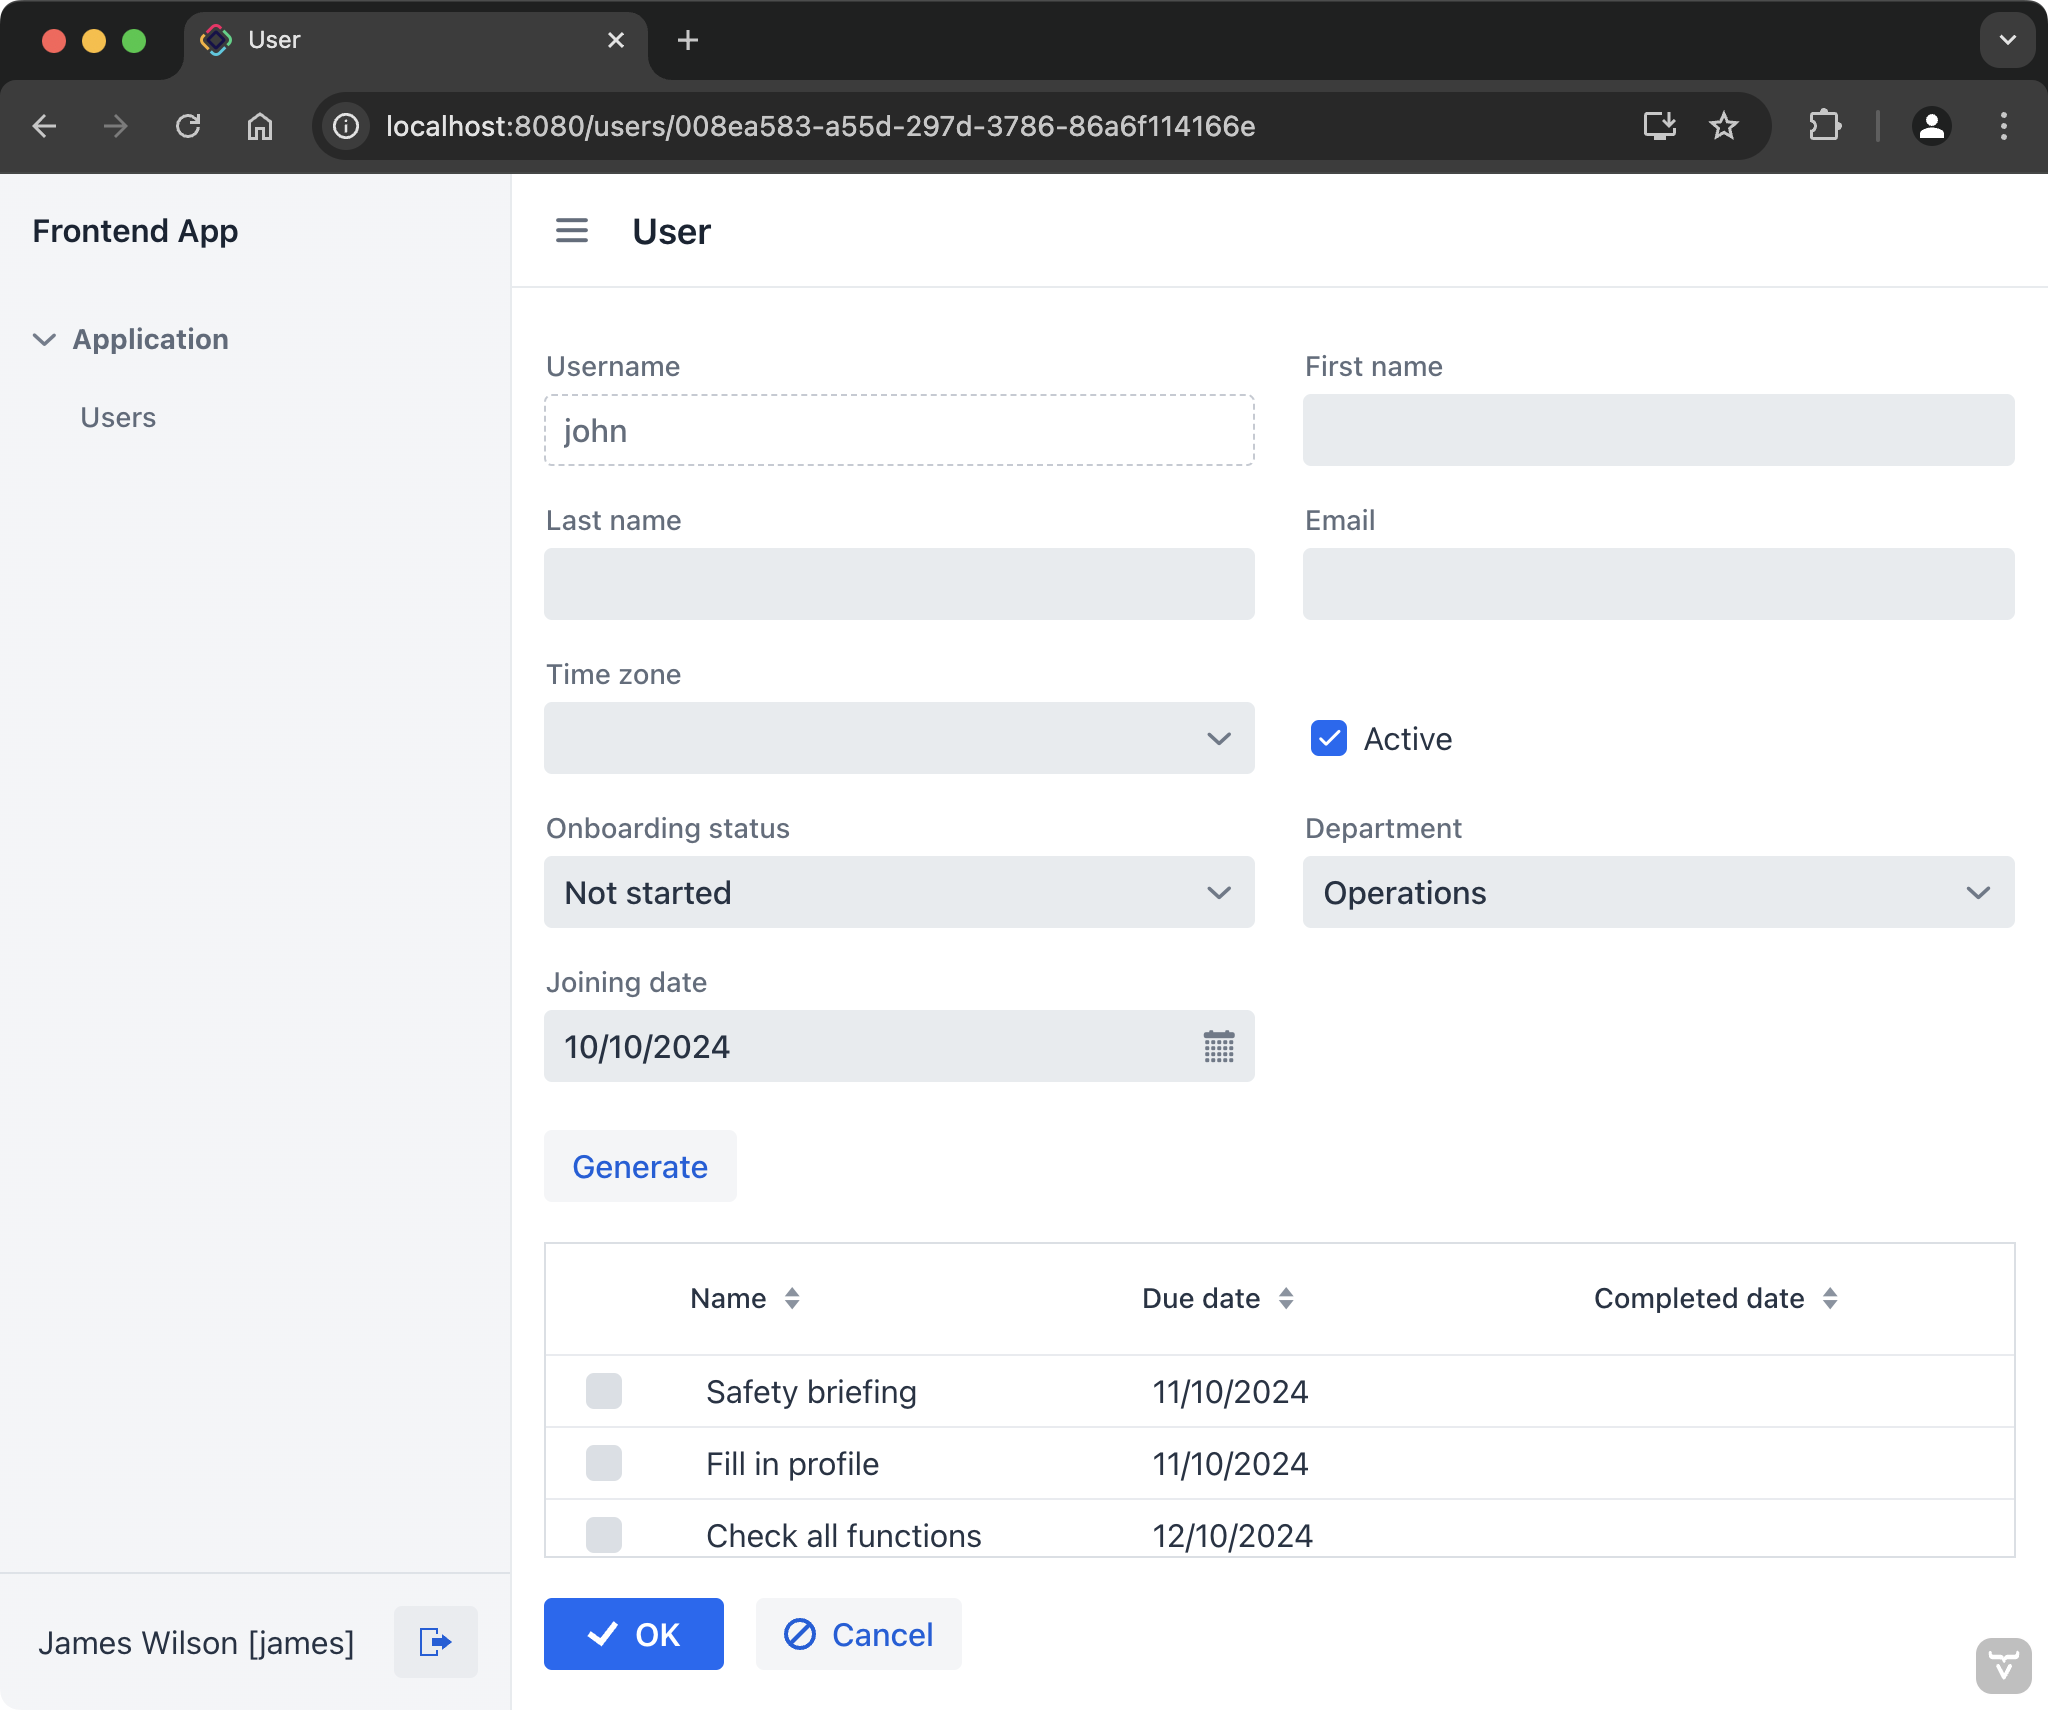 User
localhost:8080/users/008ea583-a55d-297d-3786-86a6f114166e
Frontend App
Application
Users
James Wilson [james]
User
Username
First name
john
Last name
Email
Time zone
Active
Onboarding status
Department
Not started
Operations
Joining date
10/10/2024
Generate
Name
Due date
Completed date
Safety briefing 11/10/2024
Fill in profile 11/10/2024
Check all functions 12/10/2024
OK
Cancel